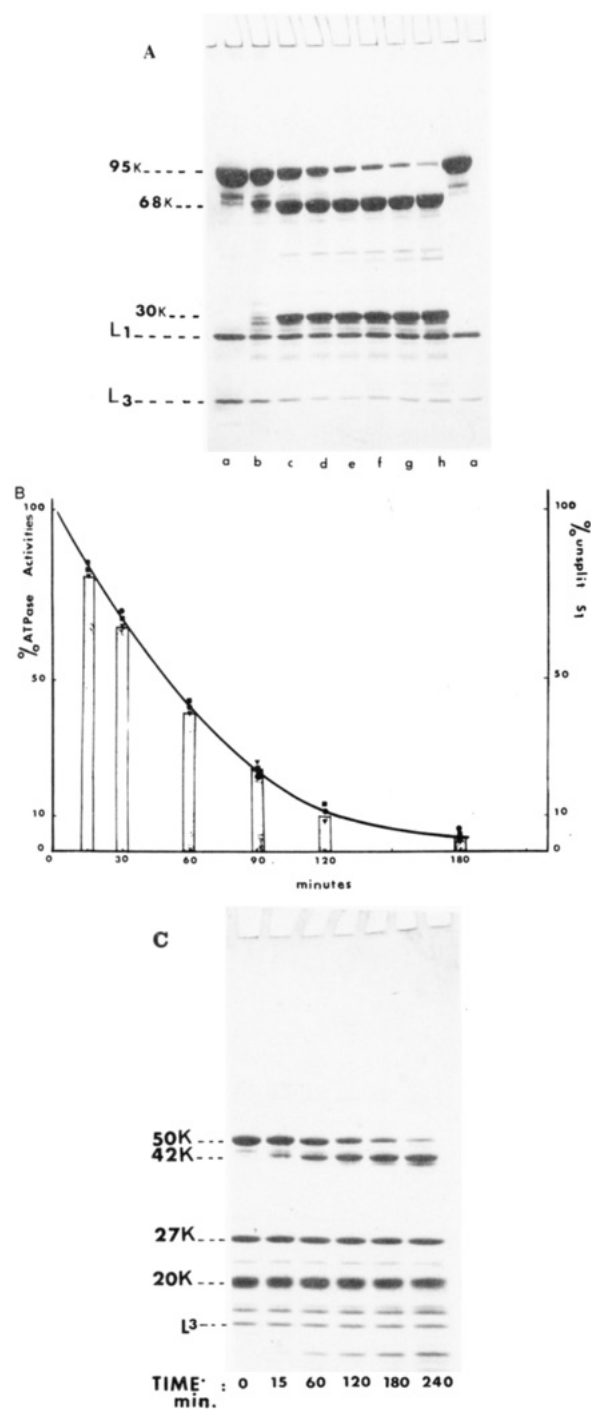 A
95K
68K
30K
L1
L3
a b c d e f g h a
B
100
50
10
0
% ATPase Activities
100
50
10
0
% unsplit S1
0 30 60 90 120 180
minutes
C
50K
42K
27K
20K
L3
TIME : 0 15 60 120 180 240
min.